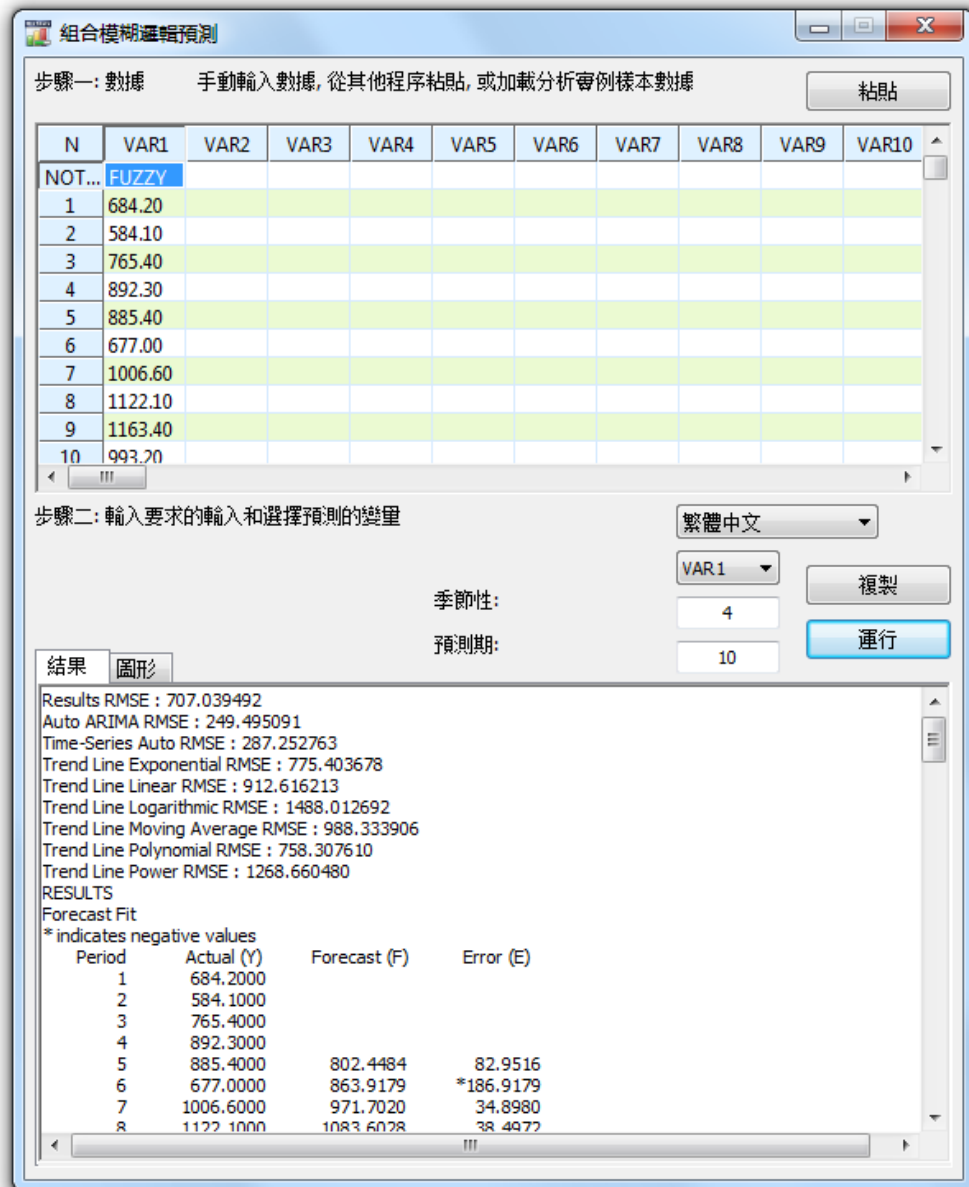 組合模糊邏輯預測
步驟一: 數據 手動輸入數據, 從其他程序粘貼, 或加載分析實例樣本數據 粘貼
N VAR1 VAR2 VAR3 VAR4 VAR5 VAR6 VAR7 VAR8 VAR9 VAR10
NOT... FUZZY
1 684.20
2 584.10
3 765.40
4 892.30
5 885.40
6 677.00
7 1006.60
8 1122.10
9 1163.40
10 993.20
步驟二: 輸入要求的輸入和選擇預測的變量 繁體中文
VAR1 複製
季節性: 4
運行
預測期: 10
結果 圖形
Results RMSE : 707.039492
Auto ARIMA RMSE : 249.495091
Time-Series Auto RMSE : 287.252763
Trend Line Exponential RMSE : 775.403678
Trend Line Linear RMSE : 912.616213
Trend Line Logarithmic RMSE : 1488.012692
Trend Line Moving Average RMSE : 988.333906
Trend Line Polynomial RMSE : 758.307610
Trend Line Power RMSE : 1268.660480
RESULTS
Forecast Fit
* indicates negative values
Period Actual (Y) Forecast (F) Error (E)
1 684.2000
2 584.1000
3 765.4000
4 892.3000
5 885.4000 802.4484 82.9516
6 677.0000 863.9179 *186.9179
7 1006.6000 971.7020 34.8980
8 1122.1000 1083.6028 38.4972